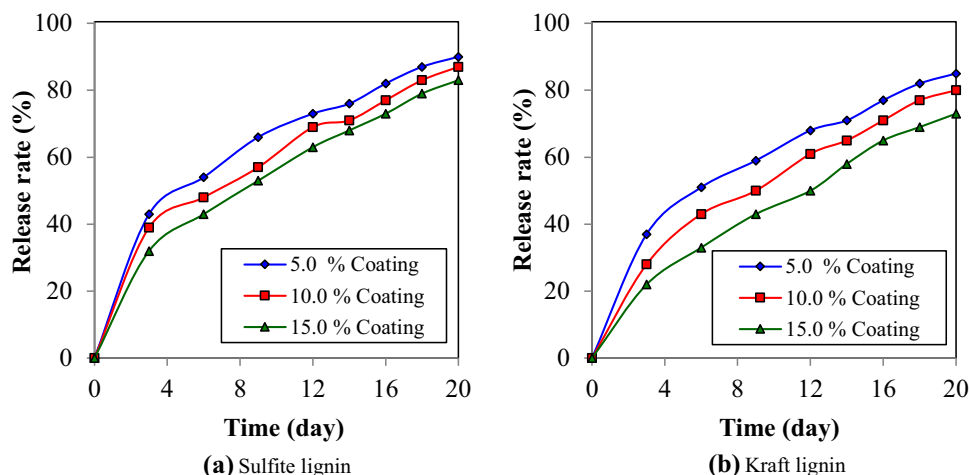 100
80
60
40
20
0
Release rate (%)
5.0 % Coating
10.0 % Coating
15.0 % Coating
0 4 8 12 16 20
Time (day)
(a) Sulfite lignin
100
80
60
40
20
0
Release rate (%)
5.0 % Coating
10.0 % Coating
15.0 % Coating
0 4 8 12 16 20
Time (day)
(b) Kraft lignin